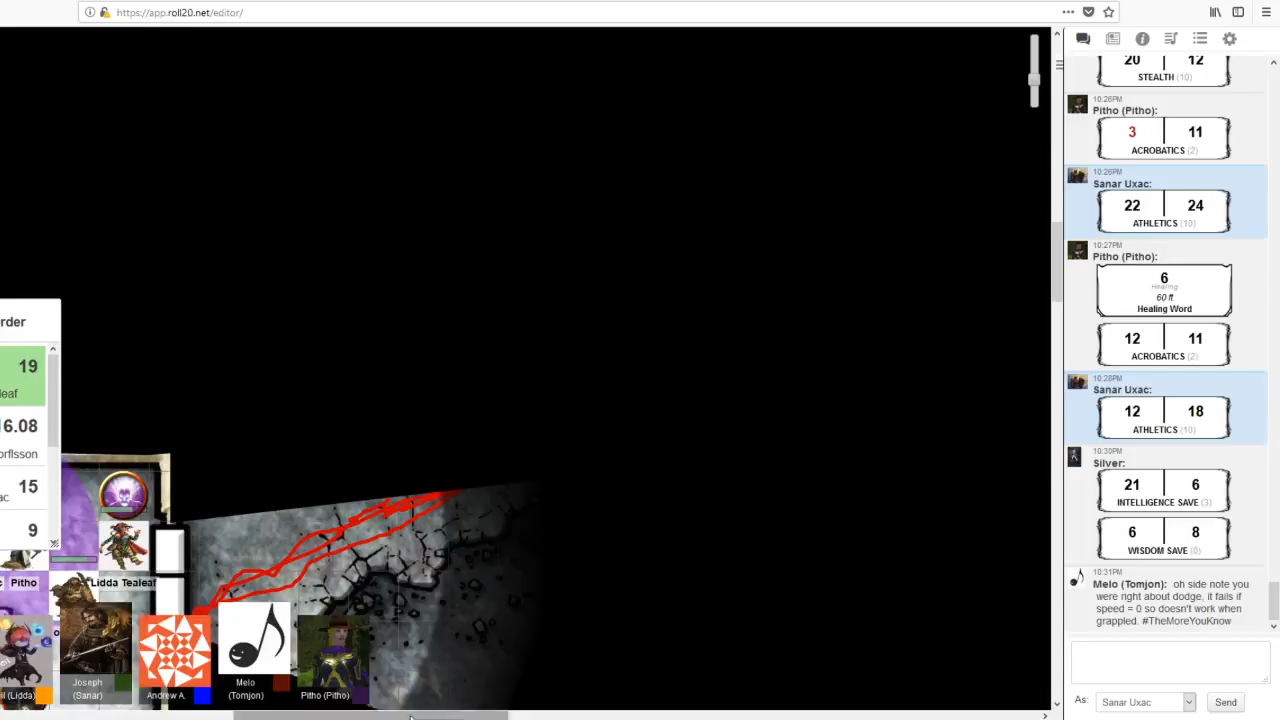 https://app.roll20.net/editor/
20 12
STEALTH (10)
10:26PM
Pitho (Pitho):
3 11
ACROBATICS (2)
10:26PM
Sanar Uxac:
22 24
ATHLETICS (10)
10:27PM
Pitho (Pitho):
6
Healing
60 ft
Healing Word
12 11
ACROBATICS (2)
10:28PM
Sanar Uxac:
12 18
ATHLETICS (10)
10:30PM
Silver:
21 6
INTELLIGENCE SAVE (3)
6 8
WISDOM SAVE (0)
10:31PM
Melo (Tomjon): oh side note you
were right about dodge, it fails if
speed = 0 so doesn't work when
grappled. #TheMoreYouKnow
As: Sanar Uxac Send
rder
19
leaf
16.08
orflsson
15
ac
9
c Pitho
Lidda Tealeaf
il (Lidda)
Joseph
(Sanar)
Andrew A.
Melo
(Tomjon)
Pitho (Pitho)